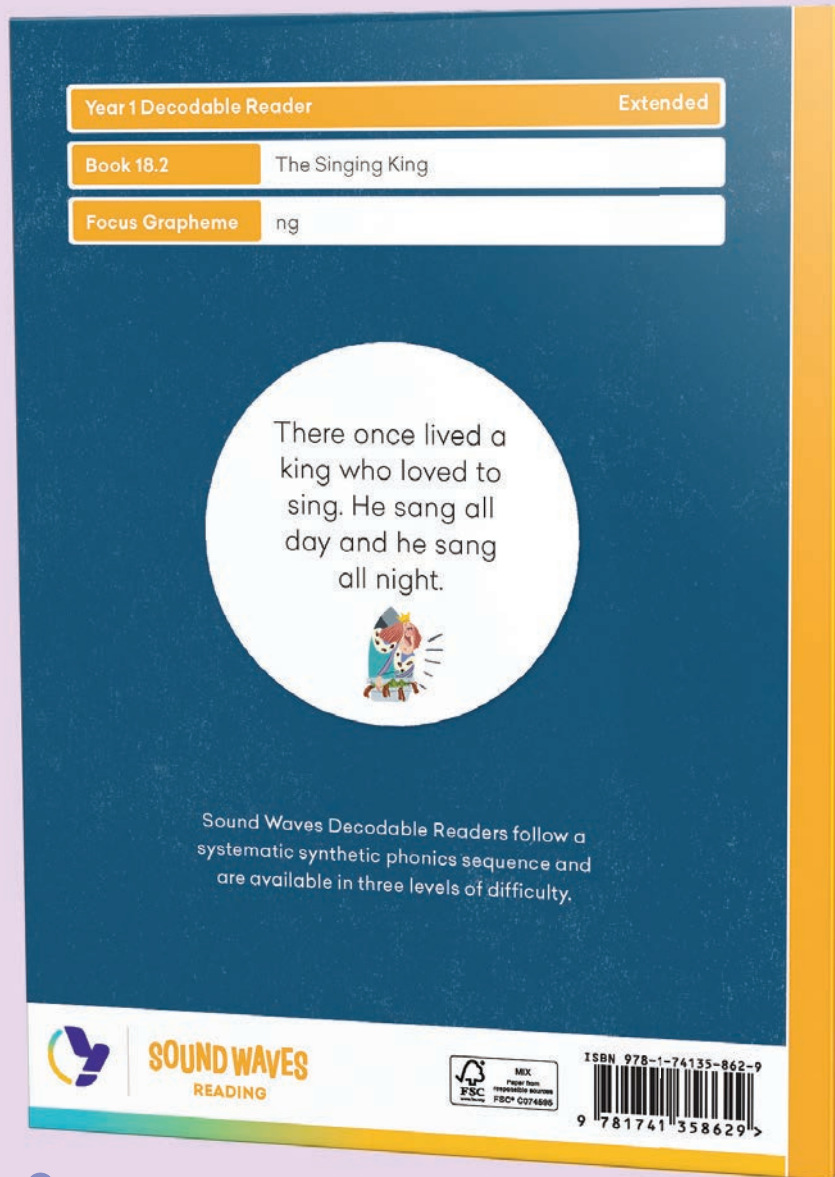 Year 1 Decodable Reader Extended
Book 18.2 The Singing King
Focus Grapheme ng
There once lived a
king who loved to
sing. He sang all
day and he sang
all night.
Sound Waves Decodable Readers follow a
systematic synthetic phonics sequence and
are available in three levels of difficulty.
SOUND WAVES
READING
FSC
MIX
Paper from
responsible sources
FSC® C074595
ISBN 978-1-74135-862-9
9 781741 358629 >